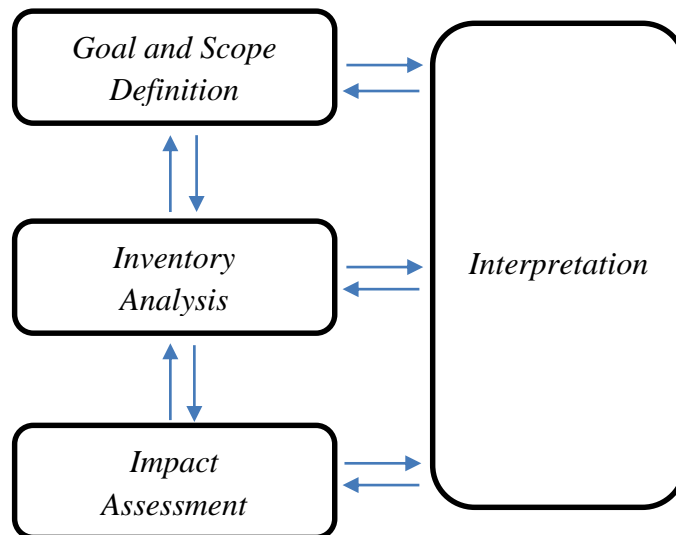 Goal and Scope
Definition
Inventory
Analysis
Interpretation
Impact
Assessment